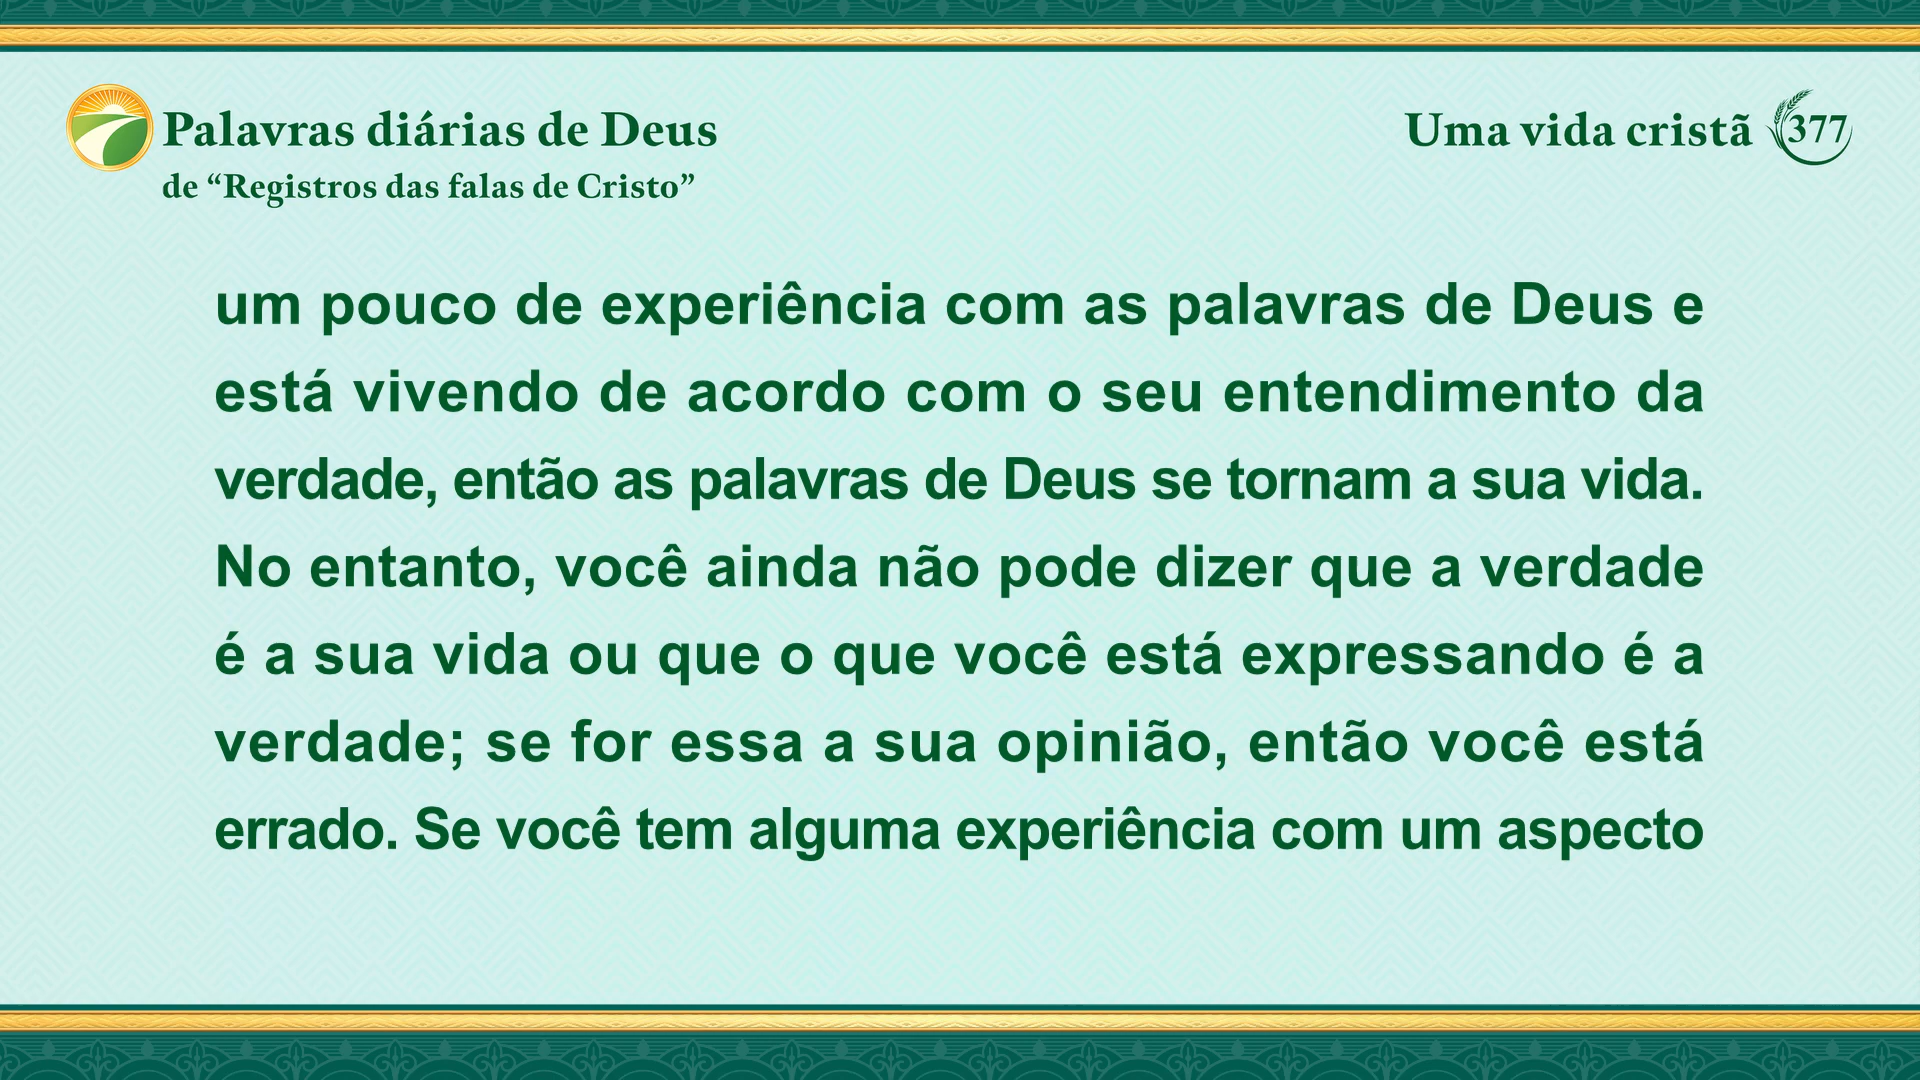 Palavras diárias de Deus
de “Registros das falas de Cristo”
Uma vida cristã 377
um pouco de experiência com as palavras de Deus e
está vivendo de acordo com o seu entendimento da
verdade, então as palavras de Deus se tornam a sua vida.
No entanto, você ainda não pode dizer que a verdade
é a sua vida ou que o que você está expressando é a
verdade; se for essa a sua opinião, então você está
errado. Se você tem alguma experiência com um aspecto